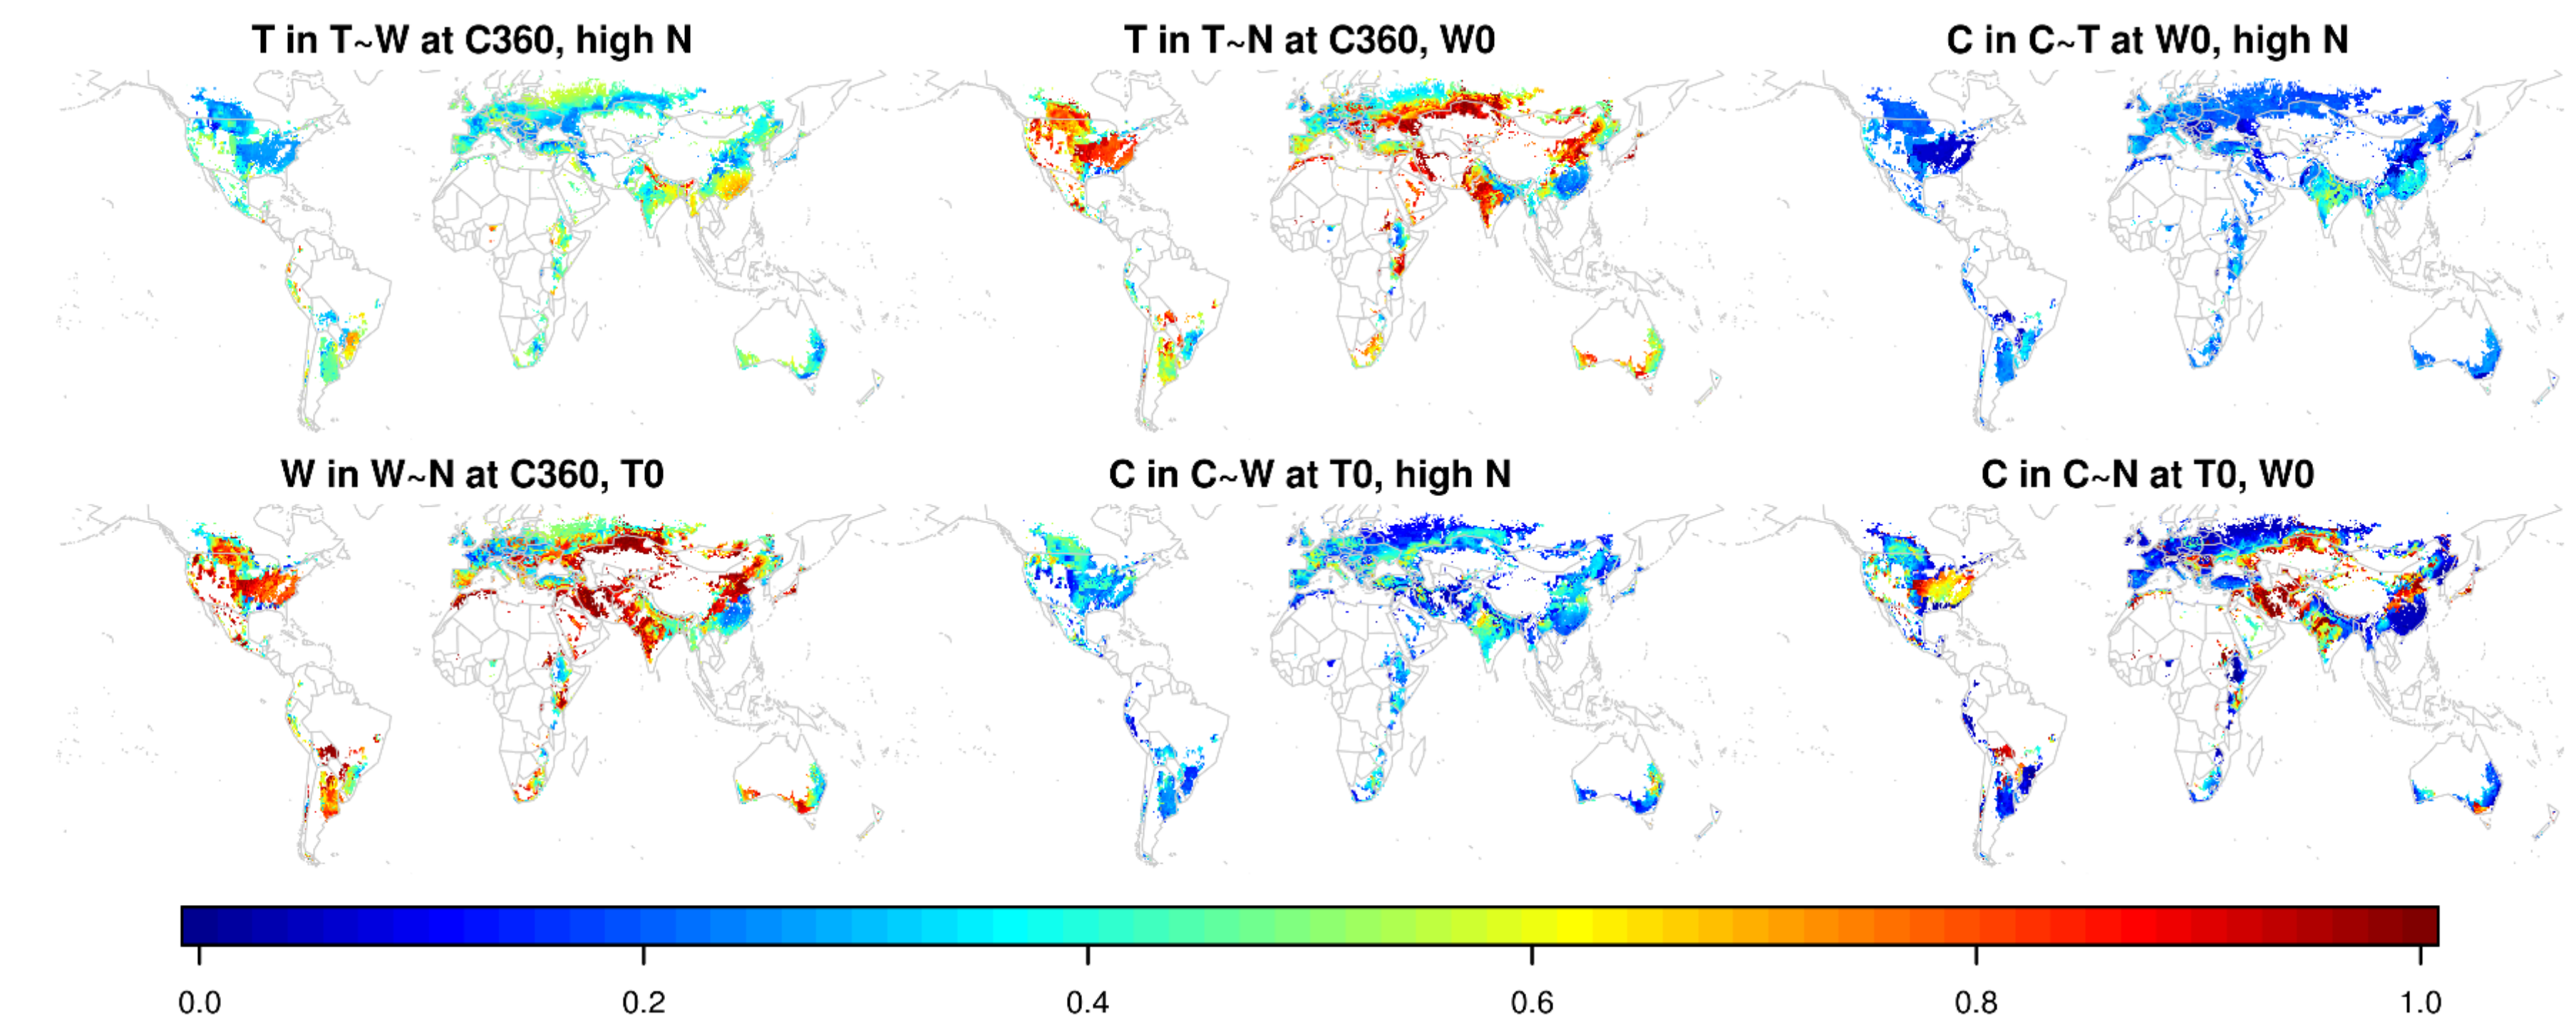 T in T~W at C360, high N
T in T~N at C360, W0
C in C~T at W0, high N
W in W~N at C360, T0
C in C~W at T0, high N
C in C~N at T0, W0
0.0 0.2 0.4 0.6 0.8 1.0